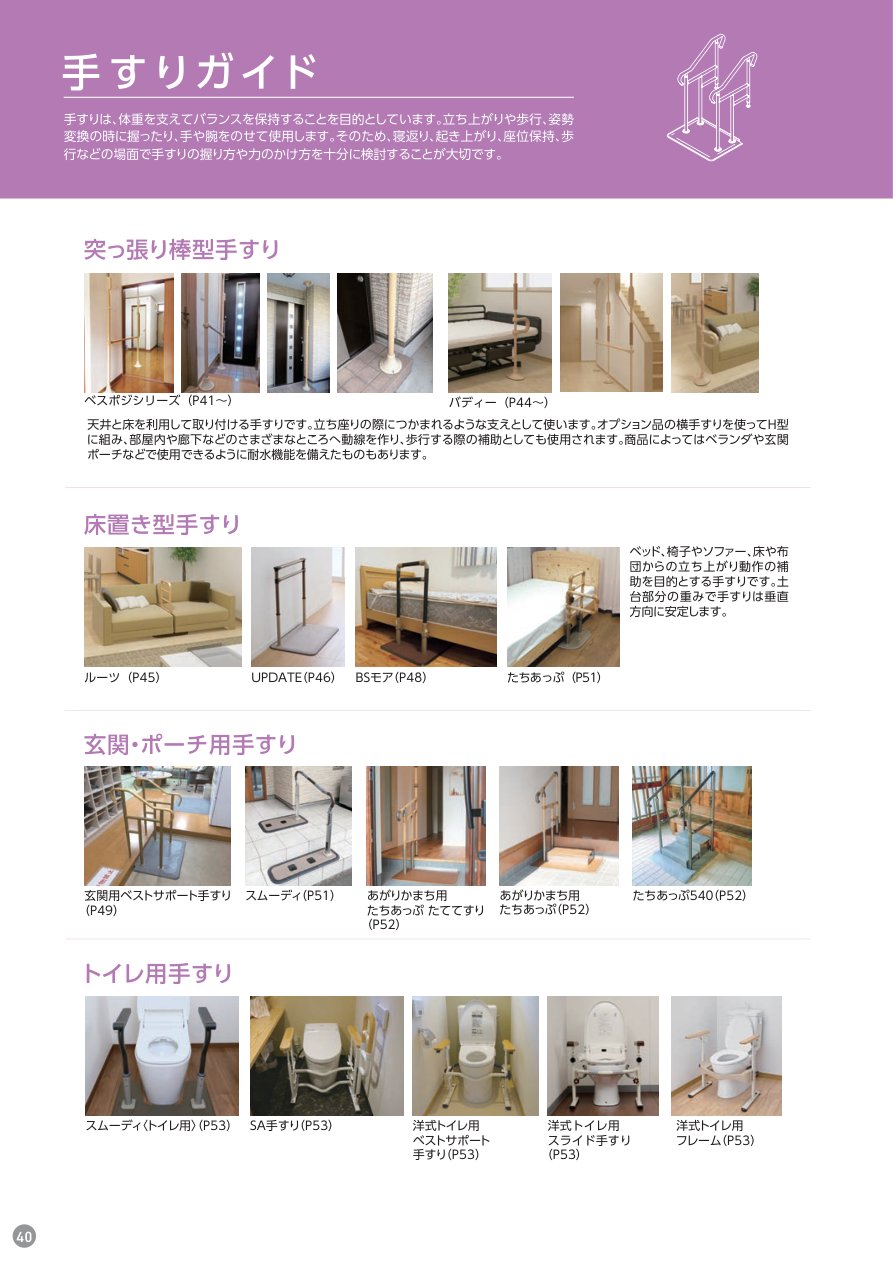 手すりガイド
手すりは、体重を支えてバランスを保持することを目的としています。立ち上がりや歩行、姿勢
変換の時に握ったり、手や腕をのせて使用します。そのため、寝返り、起き上がり、座位保持、歩
行などの場面で手すりの握り方や力のかけ方を十分に検討することが大切です。
突っ張り棒型手すり
ベスポジシリーズ（P41〜）
バディー（P44〜）
天井と床を利用して取り付ける手すりです。立ち座りの際につかまれるような支えとして使います。オプション品の横手すりを使ってH型
に組み、部屋内や廊下などのさまざまなところへ動線を作り、歩行する際の補助としても使用されます。商品によってはベランダや玄関
ポーチなどで使用できるように耐水機能を備えたものもあります。
床置き型手すり
ベッド、椅子やソファー、床や布
団からの立ち上がり動作の補
助を目的とする手すりです。土
台部分の重みで手すりは垂直
方向に安定します。
ルーツ（P45）
UPDATE（P46）
BSモア（P48）
たちあっぷ（P51）
玄関・ポーチ用手すり
玄関用ベストサポート手すり
（P49）
スムーディ（P51）
あがりかまち用
たちあっぷ たててすり
（P52）
あがりかまち用
たちあっぷ（P52）
たちあっぷ540（P52）
トイレ用手すり
スムーディ〈トイレ用〉（P53）
SA手すり（P53）
洋式トイレ用
ベストサポート
手すり（P53）
洋式トイレ用
スライド手すり
（P53）
洋式トイレ用
フレーム（P53）
40